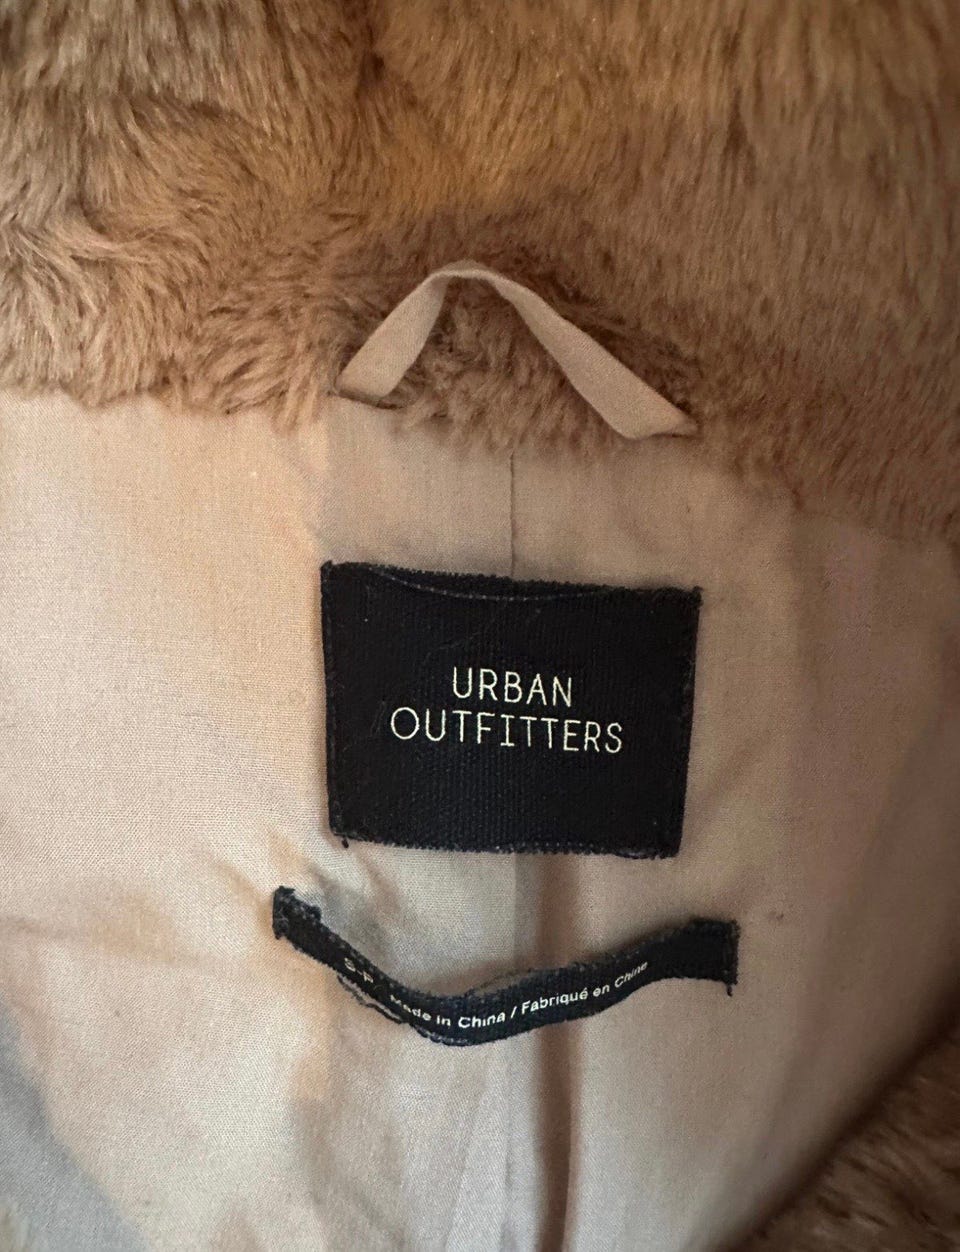 URBAN
OUTFITTERS
S-P Made in China / Fabriqué en Chine